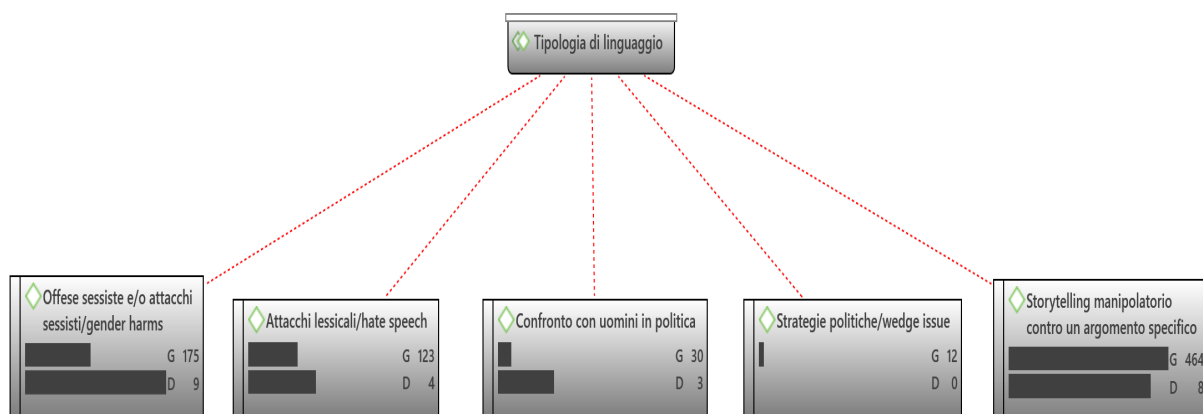 Tipologia di linguaggio
Offese sessiste e/o attacchi
sessisti/gender harms
G 175
D 9
Attacchi lessicali/hate speech
G 123
D 4
Confronto con uomini in politica
G 30
D 3
Strategie politiche/wedge issue
G 12
D 0
Storytelling manipolatorio
contro un argomento specifico
G 464
D 8